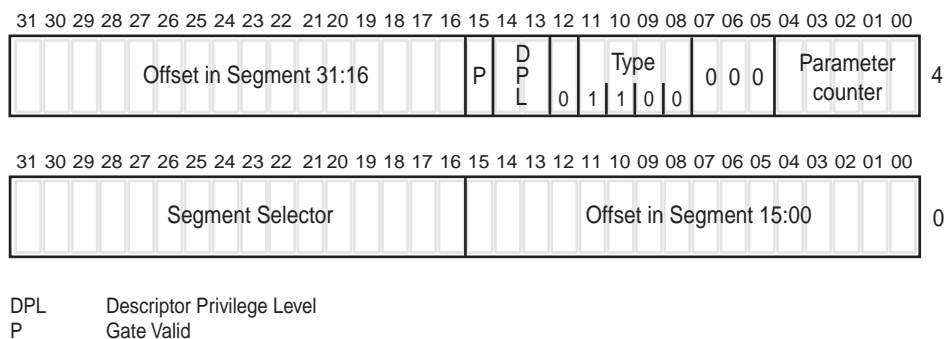 31 30 29 28 27 26 25 24 23 22 21 20 19 18 17 16 15 14 13 12 11 10 09 08 07 06 05 04 03 02 01 00
Offset in Segment 31:16 P DPL 0 Type 1 1 0 0 0 0 0 Parameter counter 4
31 30 29 28 27 26 25 24 23 22 21 20 19 18 17 16 15 14 13 12 11 10 09 08 07 06 05 04 03 02 01 00
Segment Selector Offset in Segment 15:00 0
DPL Descriptor Privilege Level
P Gate Valid